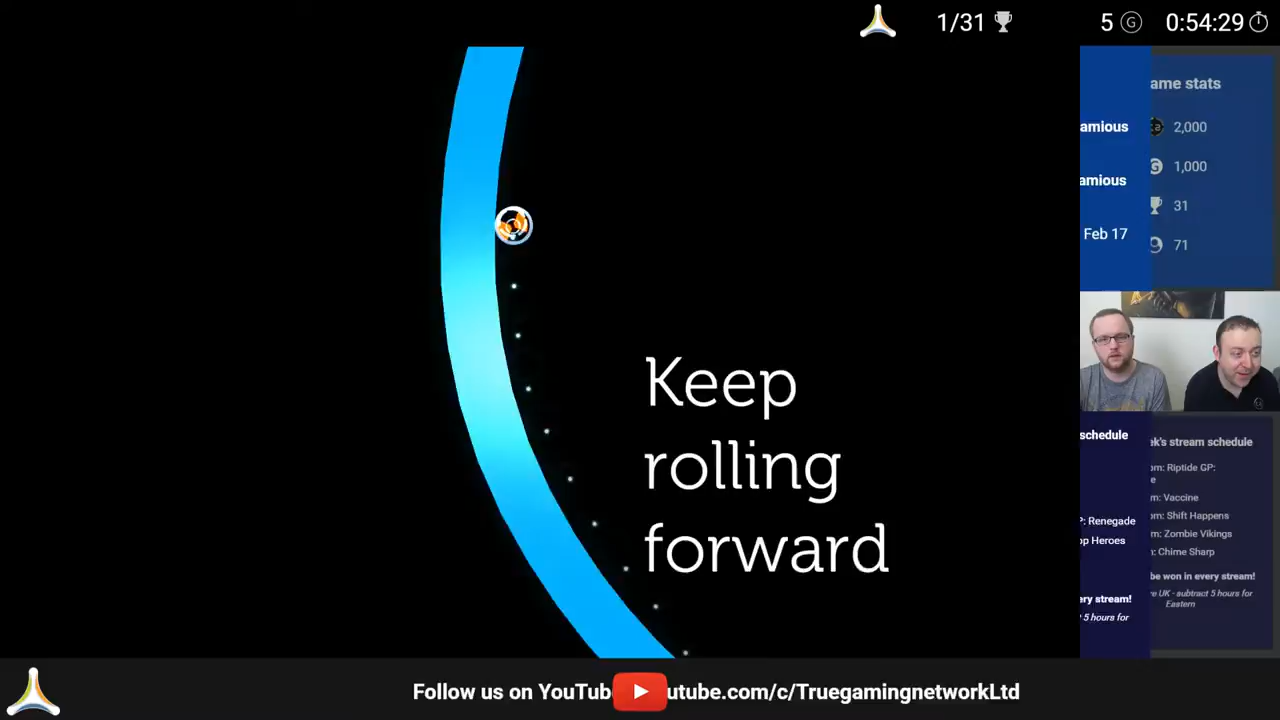 1/31
5 G 0:54:29
ame stats
amious
2,000
amious
1,000
31
Feb 17
71
Keep
rolling
forward
schedule
ek's stream schedule
om: Riptide GP:
e
om: Vaccine
P: Renegade
om: Shift Happens
op Heroes
m: Zombie Vikings
n: Chime Sharp
be won in every stream!
ery stream!
re UK - subtract 5 hours for
Eastern
5 hours for
Follow us on YouTub utube.com/c/TruegamingnetworkLtd